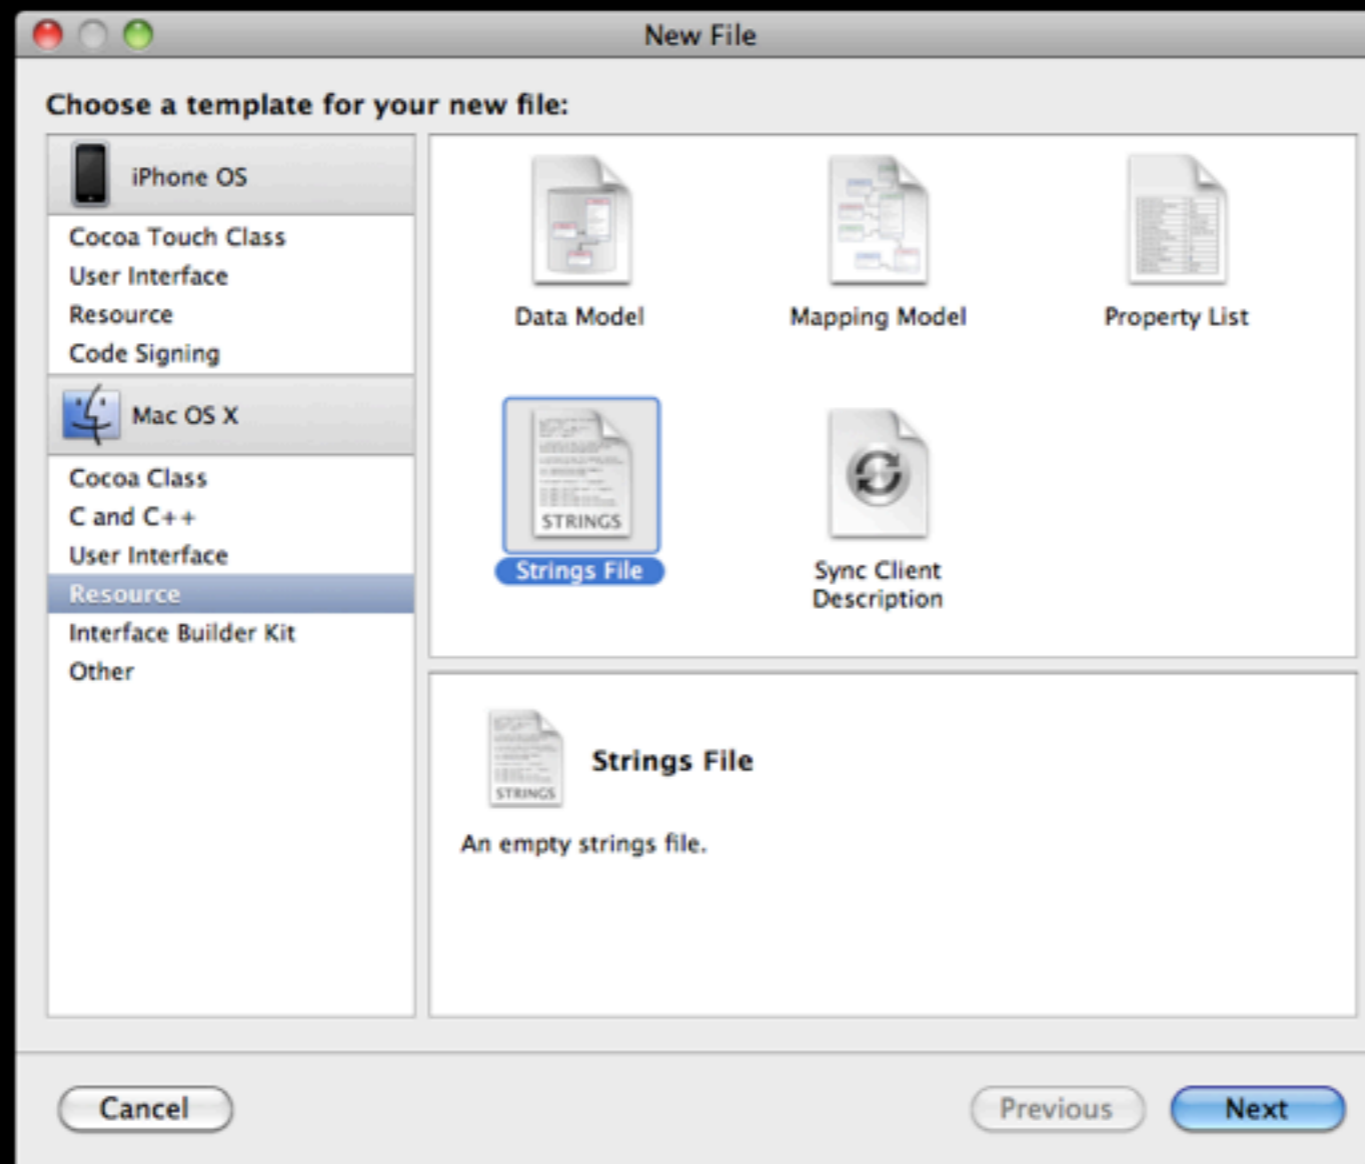 New File
Choose a template for your new file:
iPhone OS
Cocoa Touch Class
User Interface
Resource
Code Signing
Mac OS X
Cocoa Class
C and C++
User Interface
Resource
Interface Builder Kit
Other
Data Model
Mapping Model
Property List
STRINGS
Strings File
Sync Client
Description
STRINGS
Strings File
An empty strings file.
Cancel
Previous
Next